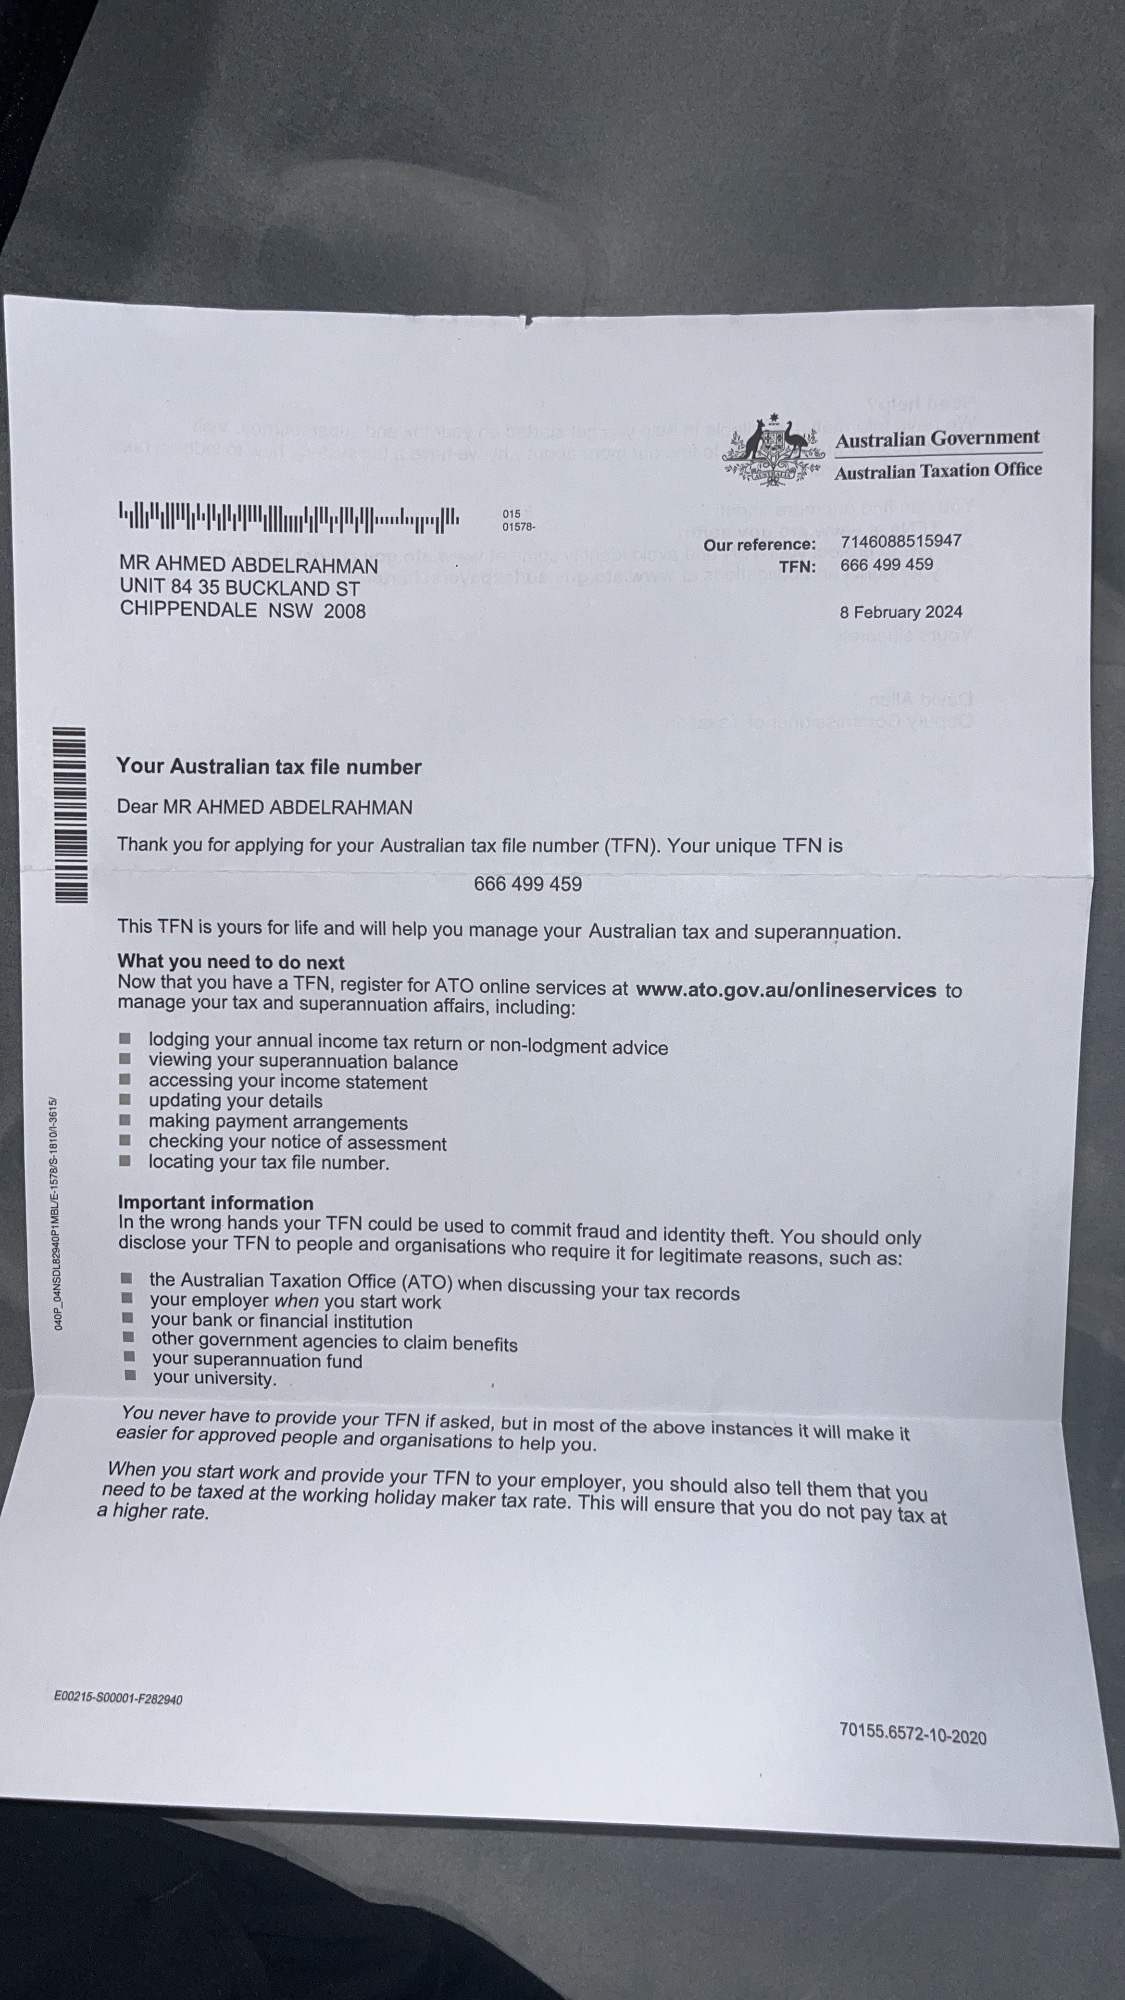 Australian Government
Australian Taxation Office
015
01578-
MR AHMED ABDELRAHMAN
UNIT 84 35 BUCKLAND ST
CHIPPENDALE NSW 2008
Our reference: 7146088515947
TFN: 666 499 459
8 February 2024
Your Australian tax file number
Dear MR AHMED ABDELRAHMAN
Thank you for applying for your Australian tax file number (TFN). Your unique TFN is
666 499 459
This TFN is yours for life and will help you manage your Australian tax and superannuation.
What you need to do next
Now that you have a TFN, register for ATO online services at www.ato.gov.au/onlineservices to
manage your tax and superannuation affairs, including:
lodging your annual income tax return or non-lodgment advice
viewing your superannuation balance
accessing your income statement
updating your details
making payment arrangements
checking your notice of assessment
locating your tax file number.
040P_04NSDL82940P1MBL/E-1578/S-1810/I-3615/
Important information
In the wrong hands your TFN could be used to commit fraud and identity theft. You should only
disclose your TFN to people and organisations who require it for legitimate reasons, such as:
the Australian Taxation Office (ATO) when discussing your tax records
your employer when you start work
your bank or financial institution
other government agencies to claim benefits
your superannuation fund
your university.
You never have to provide your TFN if asked, but in most of the above instances it will make it
easier for approved people and organisations to help you.
When you start work and provide your TFN to your employer, you should also tell them that you
need to be taxed at the working holiday maker tax rate. This will ensure that you do not pay tax at
a higher rate.
E00215-S00001-F282940
70155.6572-10-2020